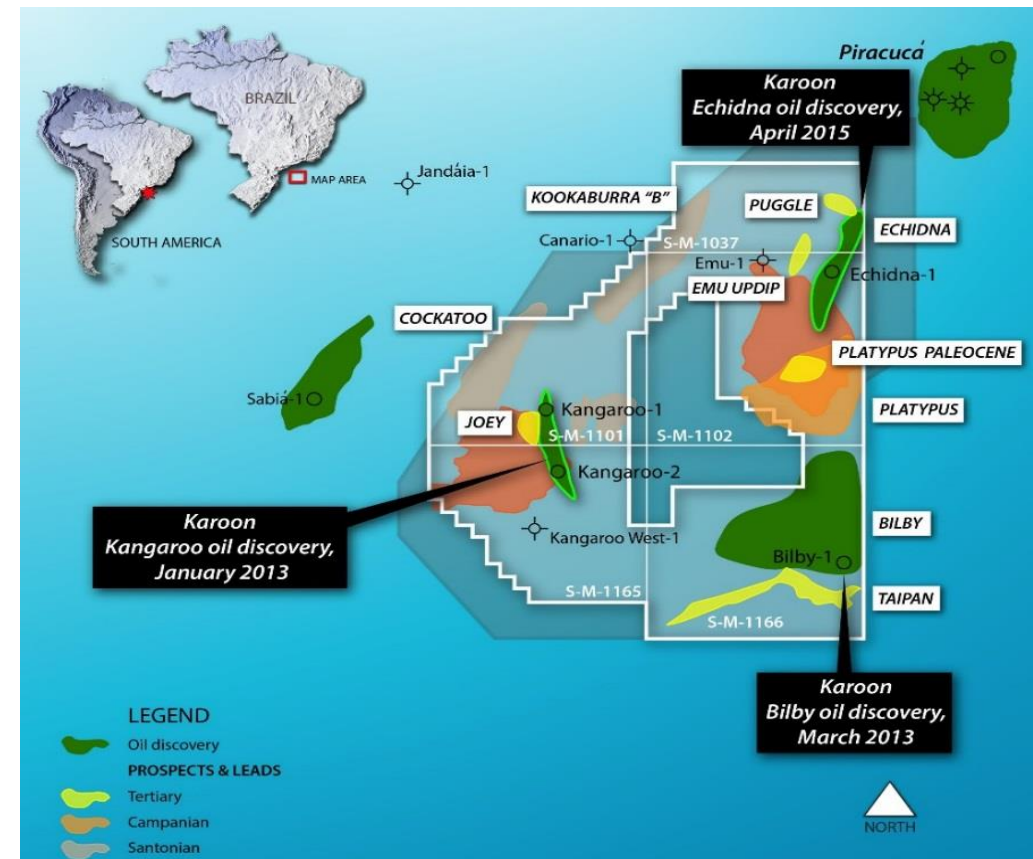 Piracucá
Karoon
Echidna oil discovery,
April 2015
BRAZIL
MAP AREA
SOUTH AMERICA
Jandáia-1
KOOKABURRA “B”
PUGGLE
ECHIDNA
Canario-1
S-M-1037
Emu-1
Echidna-1
EMU UPDIP
COCKATOO
PLATYPUS PALEOCENE
Sabiá-1
PLATYPUS
JOEY
Kangaroo-1
S-M-1101
S-M-1102
Kangaroo-2
Karoon
Kangaroo oil discovery,
January 2013
Kangaroo West-1
BILBY
Bilby-1
S-M-1165
TAIPAN
S-M-1166
Karoon
Bilby oil discovery,
March 2013
LEGEND
Oil discovery
PROSPECTS & LEADS
Tertiary
Campanian
Santonian
NORTH